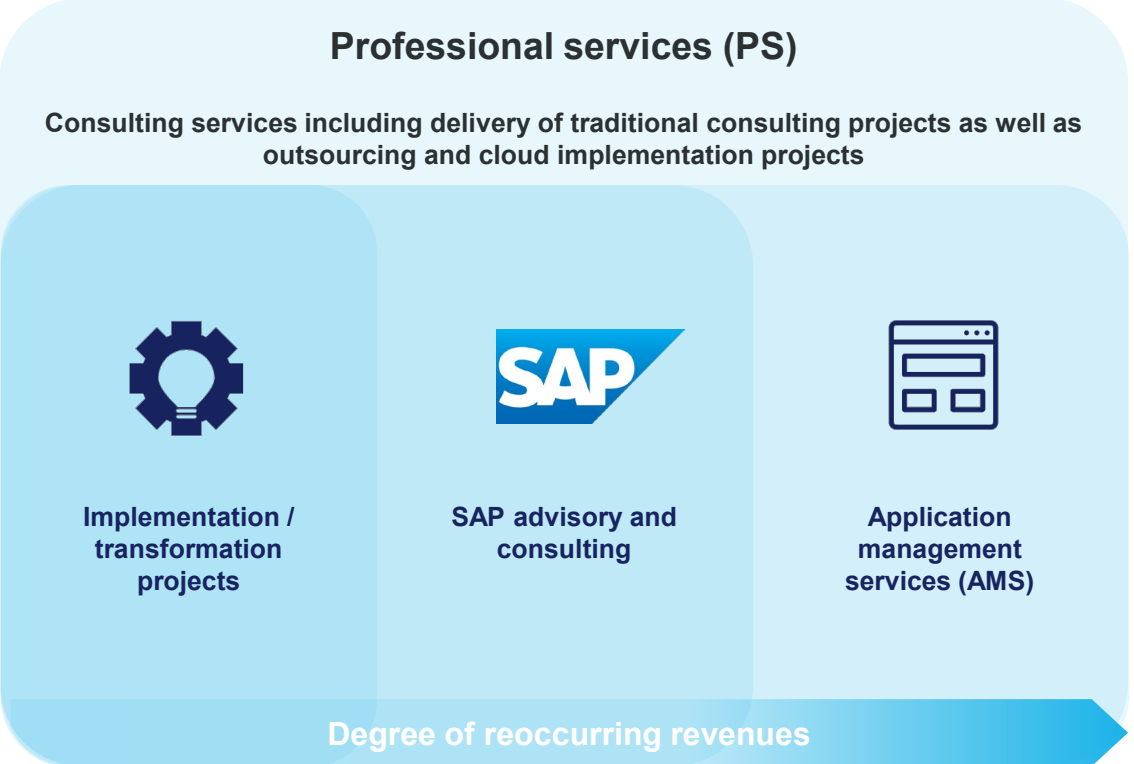 Professional services (PS)
Consulting services including delivery of traditional consulting projects as well as
outsourcing and cloud implementation projects
SAP
Implementation /
transformation
projects
SAP advisory and
consulting
Application
management
services (AMS)
Degree of reoccurring revenues